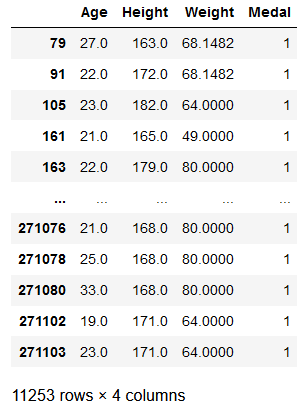 Age Height Weight Medal
79 27.0 163.0 68.1482 1
91 22.0 172.0 68.1482 1
105 23.0 182.0 64.0000 1
161 21.0 165.0 49.0000 1
163 22.0 179.0 80.0000 1
... ... ... ... ...
271076 21.0 168.0 80.0000 1
271078 25.0 168.0 80.0000 1
271080 33.0 168.0 80.0000 1
271102 19.0 171.0 64.0000 1
271103 23.0 171.0 64.0000 1
11253 rows × 4 columns